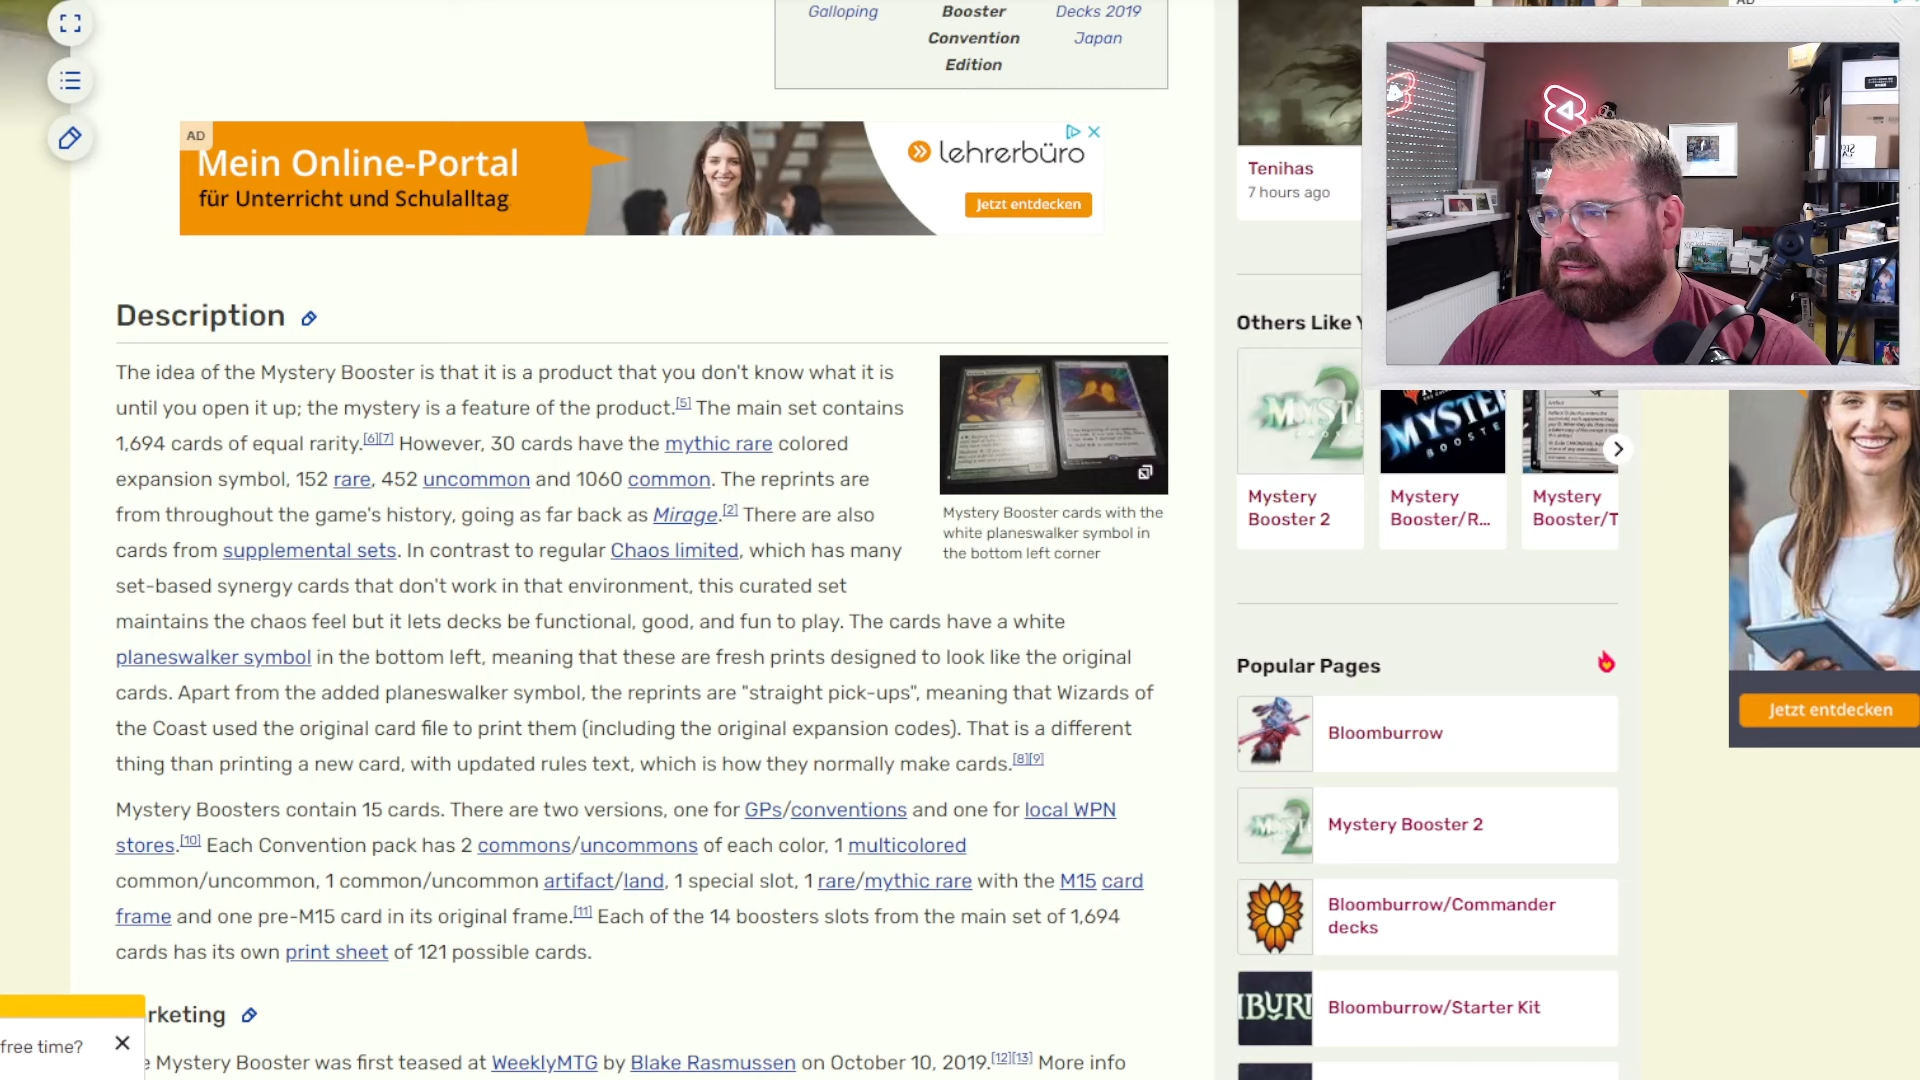 Galloping
Booster
Convention
Edition
Decks 2019
Japan
AD
Mein Online-Portal
für Unterricht und Schulalltag
lehrerbüro
Jetzt entdecken
Description
The idea of the Mystery Booster is that it is a product that you don't know what it is
until you open it up; the mystery is a feature of the product.[5] The main set contains
1,694 cards of equal rarity.[6][7] However, 30 cards have the mythic rare colored
expansion symbol, 152 rare, 452 uncommon and 1060 common. The reprints are
from throughout the game's history, going as far back as Mirage.[2] There are also
cards from supplemental sets. In contrast to regular Chaos limited, which has many
set-based synergy cards that don't work in that environment, this curated set
maintains the chaos feel but it lets decks be functional, good, and fun to play. The cards have a white
planeswalker symbol in the bottom left, meaning that these are fresh prints designed to look like the original
cards. Apart from the added planeswalker symbol, the reprints are "straight pick-ups", meaning that Wizards of
the Coast used the original card file to print them (including the original expansion codes). That is a different
thing than printing a new card, with updated rules text, which is how they normally make cards.[8][9]
Mystery Booster cards with the
white planeswalker symbol in
the bottom left corner
Mystery Boosters contain 15 cards. There are two versions, one for GPs/conventions and one for local WPN
stores.[10] Each Convention pack has 2 commons/uncommons of each color, 1 multicolored
common/uncommon, 1 common/uncommon artifact/land, 1 special slot, 1 rare/mythic rare with the M15 card
frame and one pre-M15 card in its original frame.[11] Each of the 14 boosters slots from the main set of 1,694
cards has its own print sheet of 121 possible cards.
rketing
e Mystery Booster was first teased at WeeklyMTG by Blake Rasmussen on October 10, 2019.[12][13] More info
free time?
Tenihas
7 hours ago
AD
Others Like Y
MYSTE
BOOSTER
Mystery
Booster 2
Mystery
Booster/R...
Mystery
Booster/T
Popular Pages
Bloomburrow
Mystery Booster 2
Bloomburrow/Commander
decks
Bloomburrow/Starter Kit
Jetzt entdecken